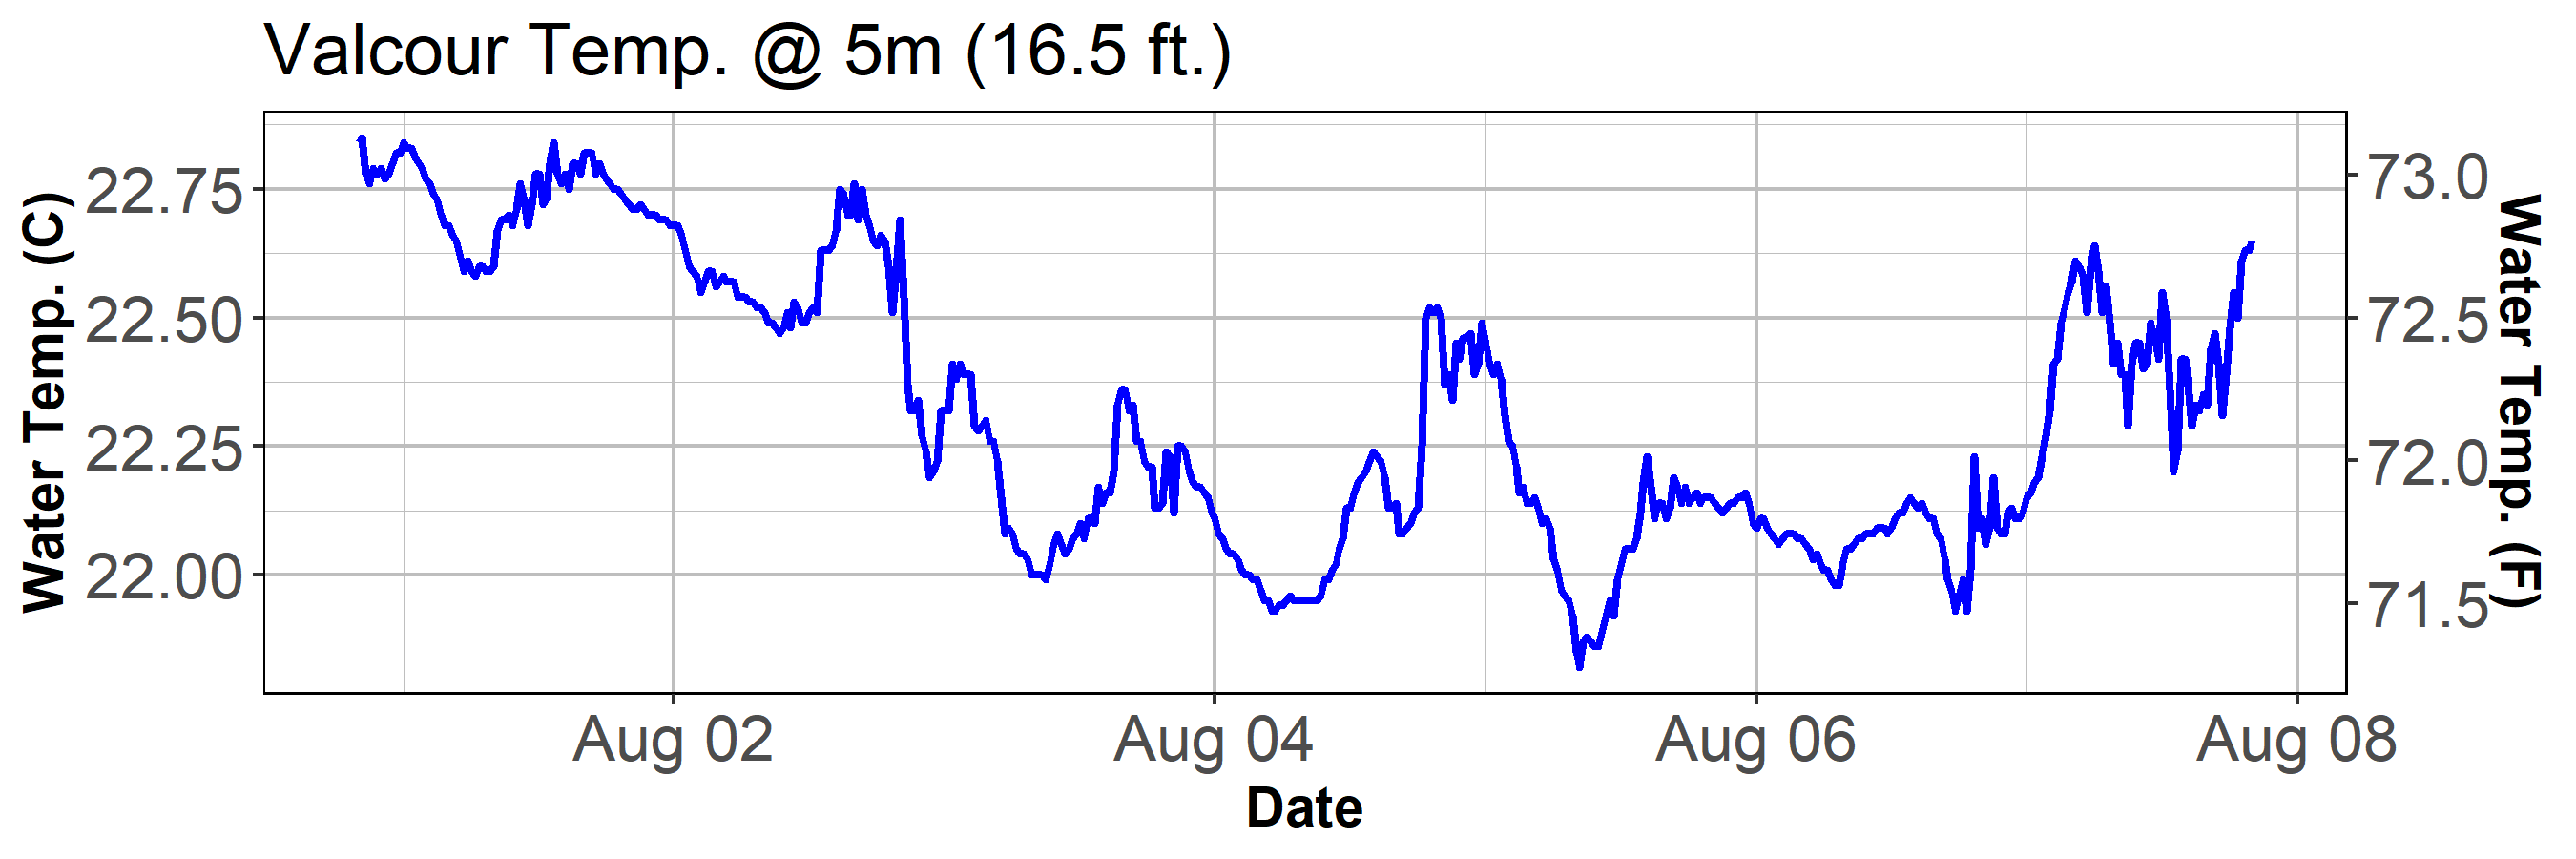 Valcour Temp. @ 5m (16.5 ft.)
Water Temp. (C)
22.75
22.50
22.25
22.00
73.0
72.5
72.0
71.5
Water Temp. (F)
Aug 02 Aug 04 Aug 06 Aug 08
Date